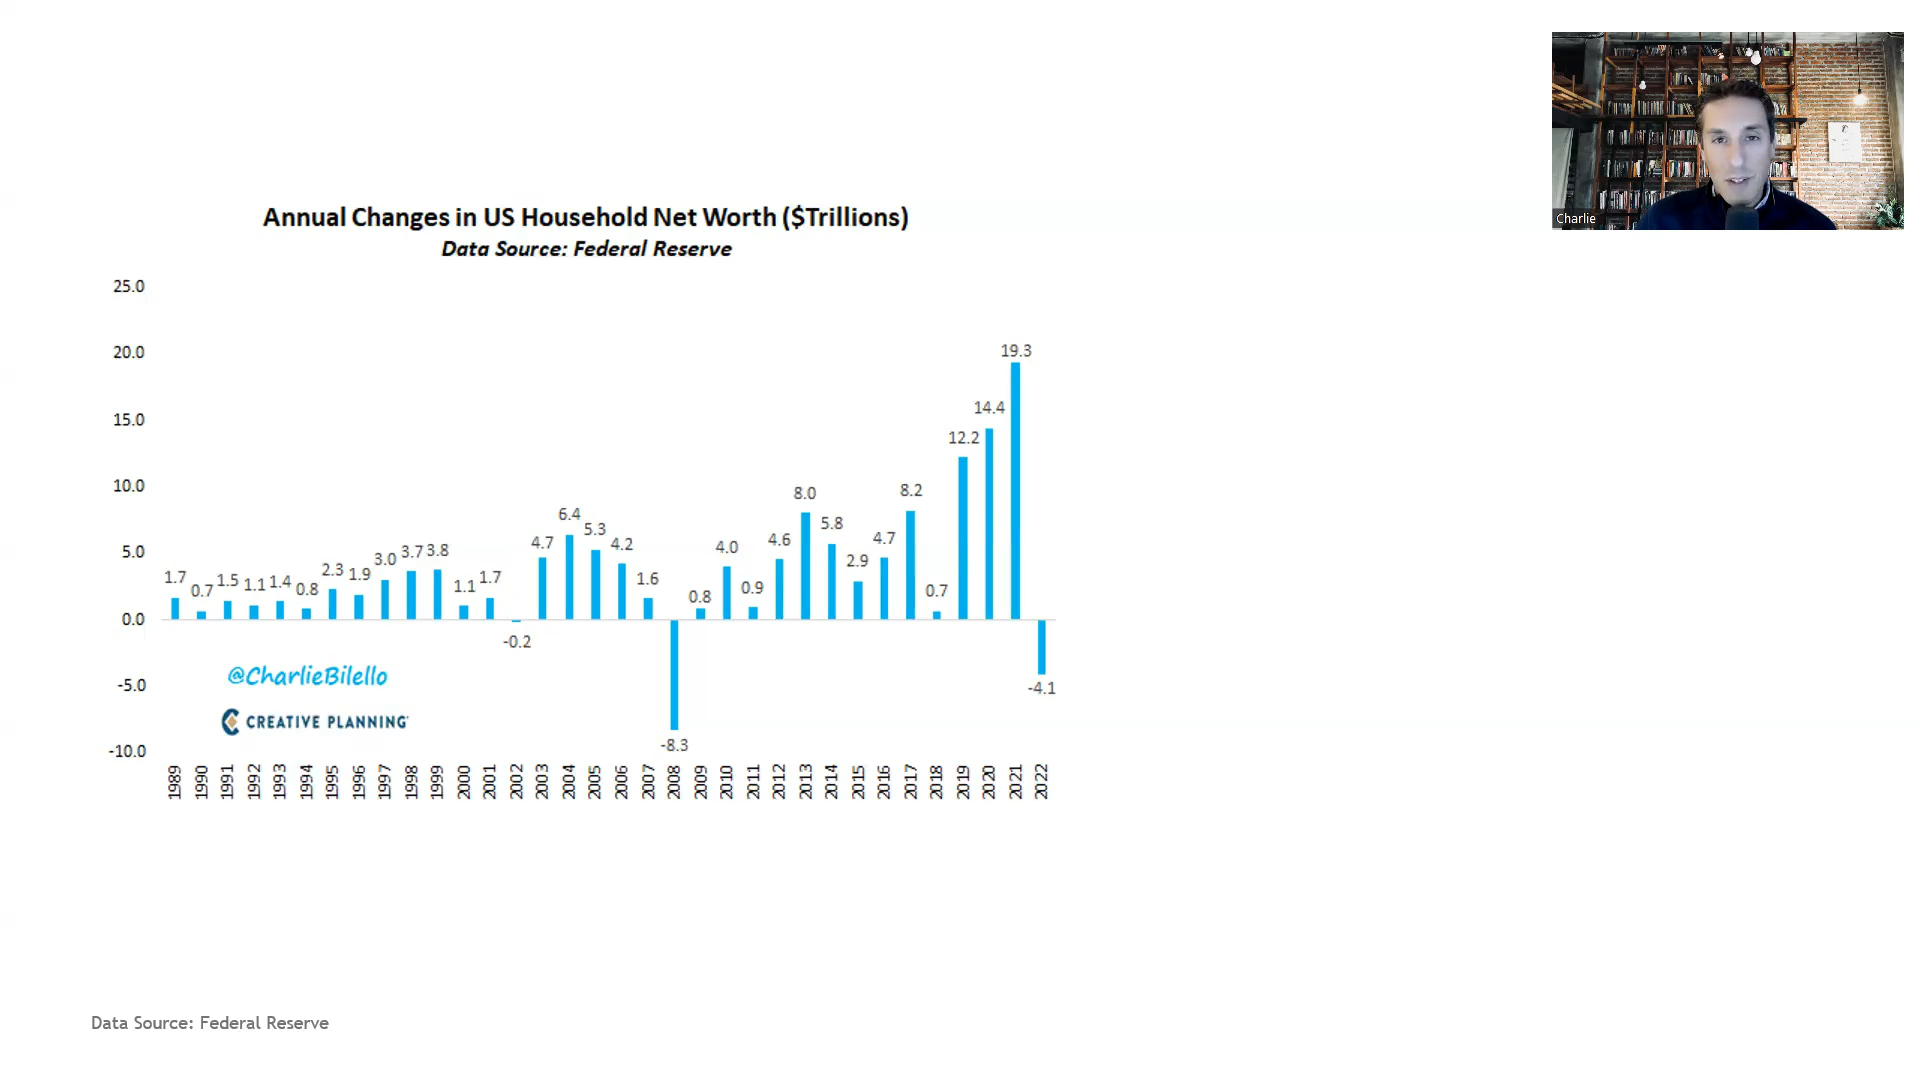 Charlie
Annual Changes in US Household Net Worth ($Trillions)
Data Source: Federal Reserve
25.0
20.0
15.0
10.0
5.0
0.0
-5.0
-10.0
1.7 0.7 1.5 1.1 1.4 0.8 2.3 1.9 3.0 3.7 3.8 1.1 1.7 -0.2 4.7 6.4 5.3 4.2 1.6 -8.3 0.8 4.0 0.9 4.6 8.0 5.8 2.9 4.7 8.2 0.7 12.2 14.4 19.3 -4.1
@CharlieBilello
CREATIVE PLANNING
1989 1990 1991 1992 1993 1994 1995 1996 1997 1998 1999 2000 2001 2002 2003 2004 2005 2006 2007 2008 2009 2010 2011 2012 2013 2014 2015 2016 2017 2018 2019 2020 2021 2022
Data Source: Federal Reserve